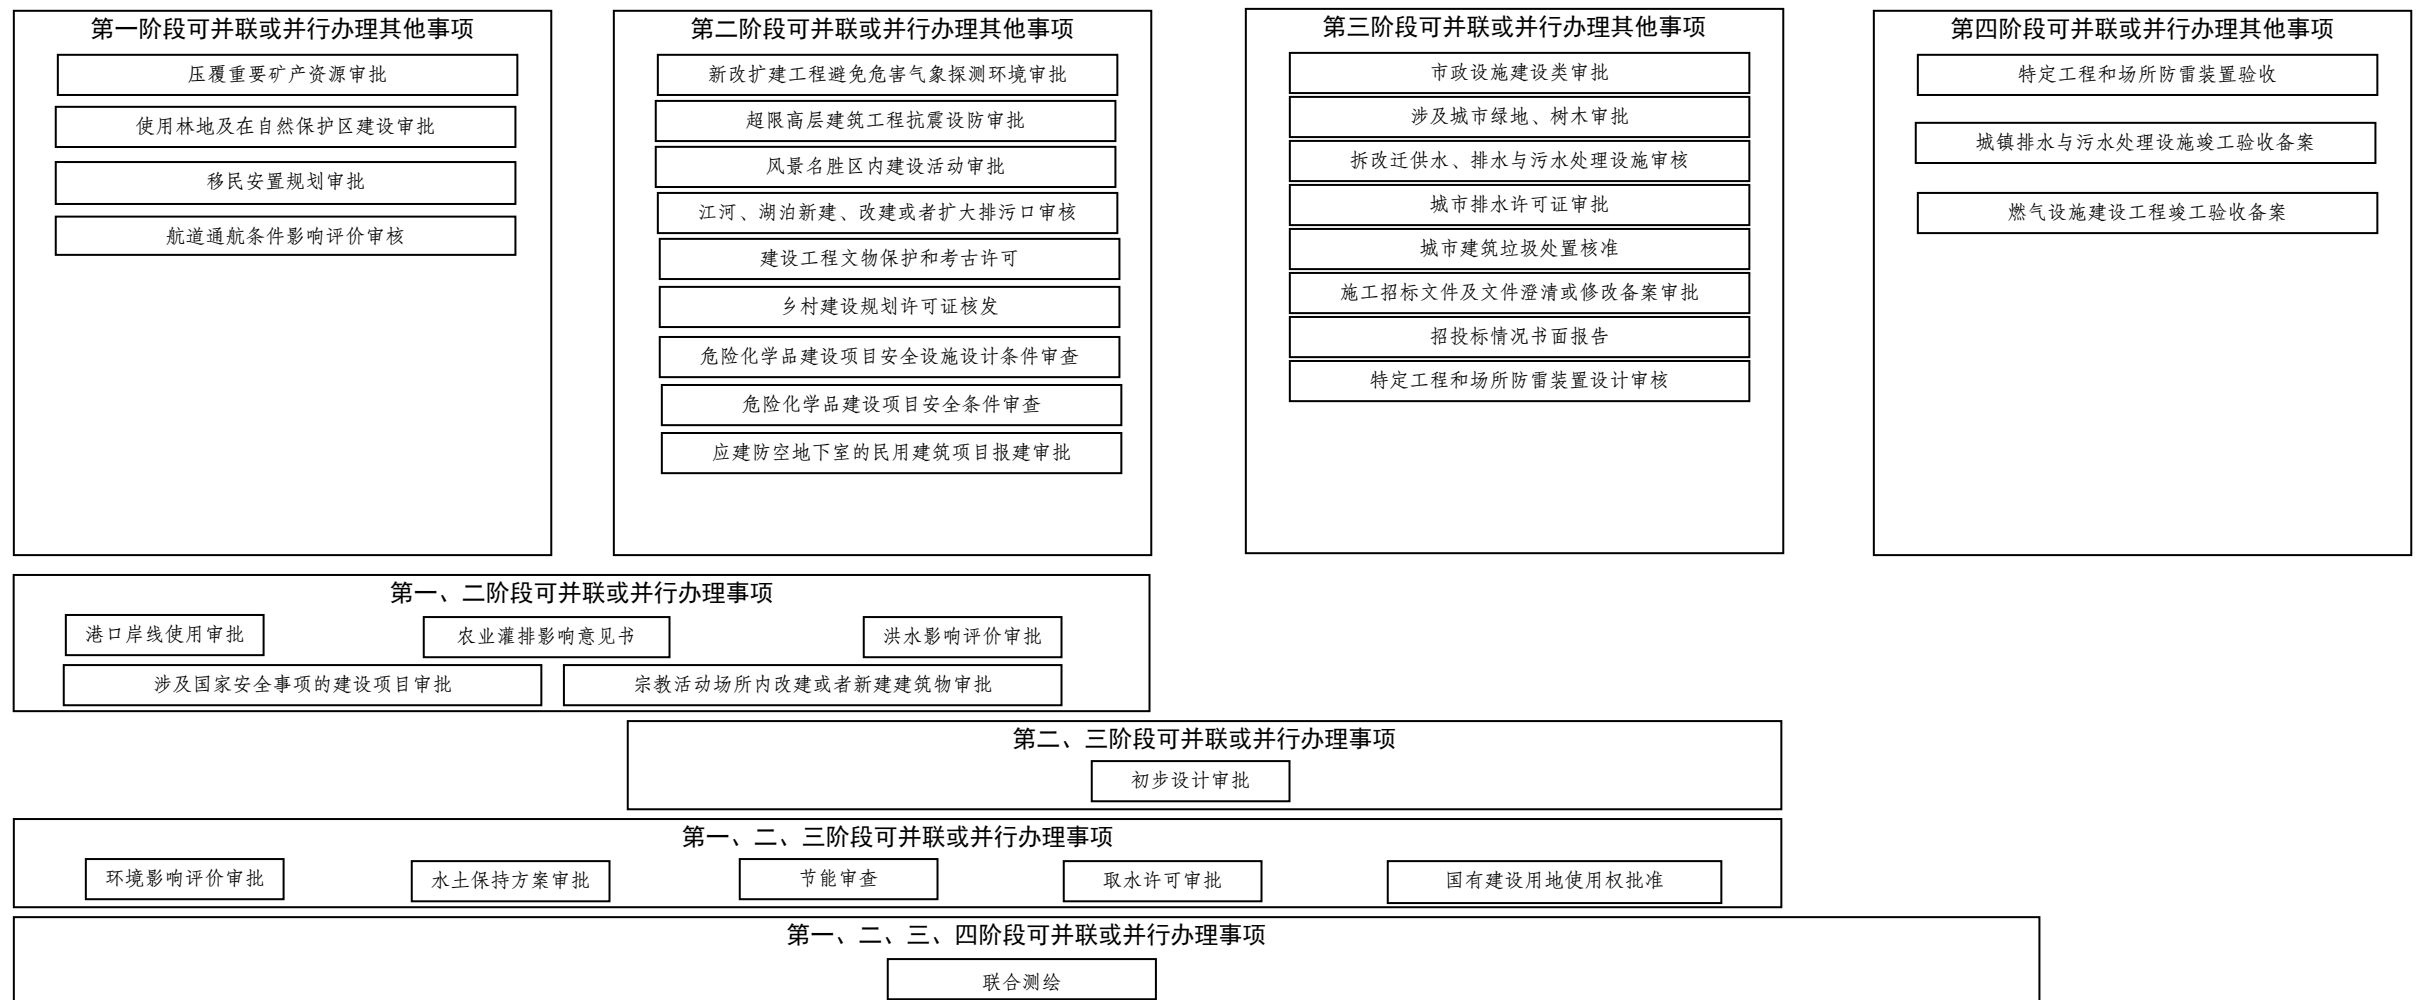 第一阶段可并联或并行办理其他事项
压覆重要矿产资源审批
使用林地及在自然保护区建设审批
移民安置规划审批
航道通航条件影响评价审核
第二阶段可并联或并行办理其他事项
新改扩建工程避免危害气象探测环境审批
超限高层建筑工程抗震设防审批
风景名胜区内建设活动审批
江河、湖泊新建、改建或者扩大排污口审核
建设工程文物保护和考古许可
乡村建设规划许可证核发
危险化学品建设项目安全设施设计条件审查
危险化学品建设项目安全条件审查
应建防空地下室的民用建筑项目报建审批
第三阶段可并联或并行办理其他事项
市政设施建设类审批
涉及城市绿地、树木审批
拆改迁供水、排水与污水处理设施审核
城市排水许可证审批
城市建筑垃圾处置核准
施工招标文件及文件澄清或修改备案审批
招投标情况书面报告
特定工程和场所防雷装置设计审核
第四阶段可并联或并行办理其他事项
特定工程和场所防雷装置验收
城镇排水与污水处理设施竣工验收备案
燃气设施建设工程竣工验收备案
第一、二阶段可并联或并行办理事项
港口岸线使用审批
农业灌排影响意见书
洪水影响评价审批
涉及国家安全事项的建设项目审批
宗教活动场所内改建或者新建建筑物审批
第二、三阶段可并联或并行办理事项
初步设计审批
第一、二、三阶段可并联或并行办理事项
环境影响评价审批
水土保持方案审批
节能审查
取水许可审批
国有建设用地使用权批准
第一、二、三、四阶段可并联或并行办理事项
联合测绘